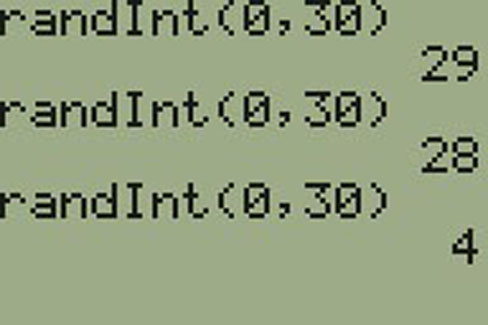 randInt(0,30)
29
randInt(0,30)
28
randInt(0,30)
4